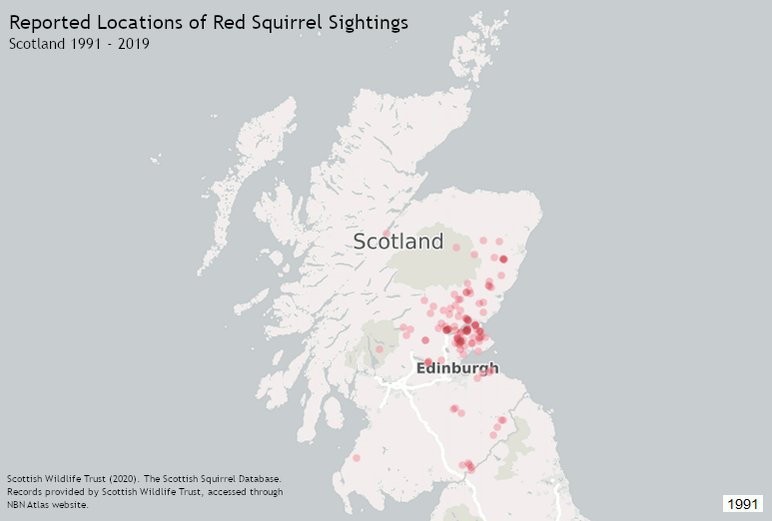 Reported Locations of Red Squirrel Sightings
Scotland 1991 - 2019
Scotland
Edinburgh
Scottish Wildlife Trust (2020). The Scottish Squirrel Database.
Records provided by Scottish Wildlife Trust, accessed through
NBN Atlas website.
1991